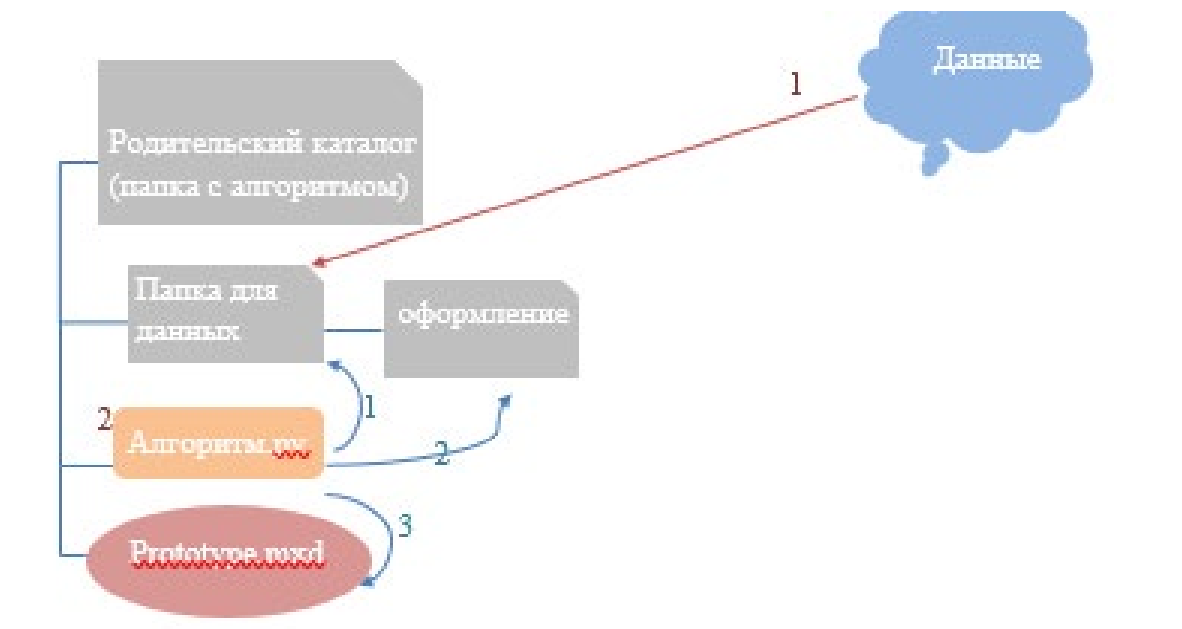 Данные
1
Родительский каталог
(папка с алгоритмом)
Папка для
данных
оформление
1
2
Алгоритм.py
2
3
Prototype.mxd